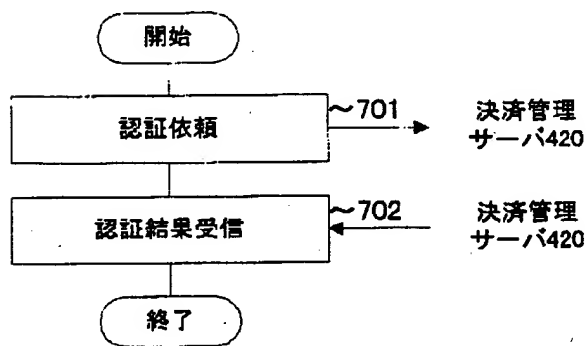 開始
認証依頼
~701
決済管理
サーバ420
認証結果受信
~702
決済管理
サーバ420
終了